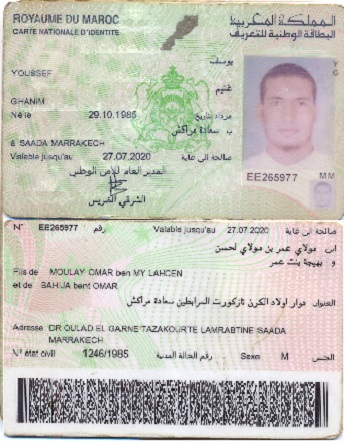 ROYAUME DU MAROC
المملكة المغربية
CARTE NATIONALE D'IDENTITE
البطاقة الوطنية للتعريف
يوسف
YOUSSEF
غنيم
GHANIM
Né le 29.10.1985 مزداد بتاريخ
ب سعادة مراكش
à SAADA MARRAKECH
Valable jusqu'au 27.07.2020 صالحة الى غاية
المدير العام للأمن الوطني
الشرقي الضريس
EE265977
MM
N° EE265977 رقم Valable jusqu'au 27.07.2020 صالحة الى غاية
ابن مولاي عمر بن مولاي لحسن
و بهيجة بنت عمر
Fils de MOULAY OMAR ben MY LAHCEN
et de BAHIJA bent OMAR
العنوان دوار اولاد الكرن تازكورت المرابطين سعادة مراكش
Adresse DR OULAD EL GARNE TAZAKOURTE LAMRABTINE SAADA
MARRAKECH
N° état civil 1246/1985 رقم الحالة المدنية Sexe M الجنس